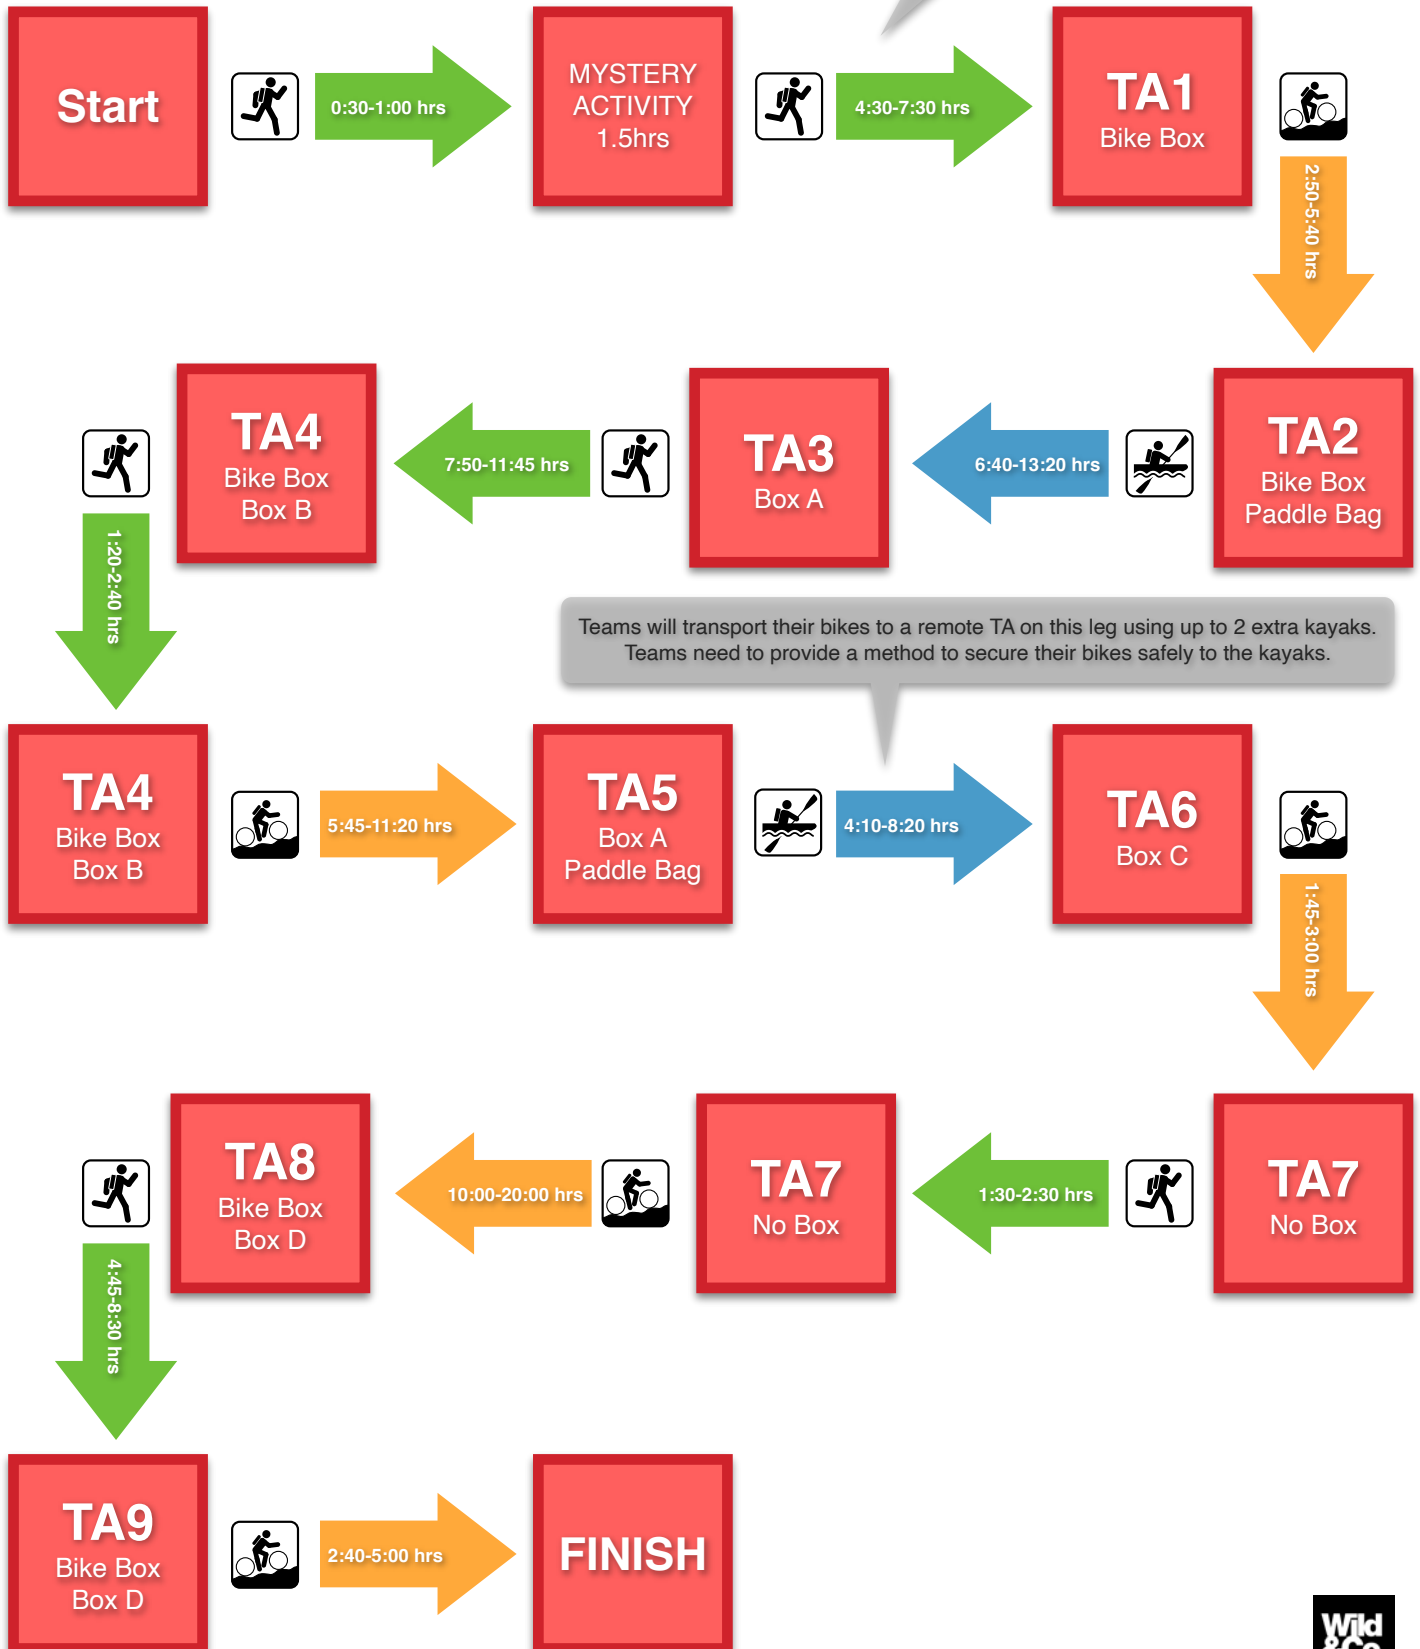 Start
0:30-1:00 hrs
MYSTERY
ACTIVITY
1.5hrs
4:30-7:30 hrs
TA1
Bike Box
2:50-5:40 hrs
TA2
Bike Box
Paddle Bag
6:40-13:20 hrs
TA3
Box A
7:50-11:45 hrs
TA4
Bike Box
Box B
1:20-2:40 hrs
Teams will transport their bikes to a remote TA on this leg using up to 2 extra kayaks.
Teams need to provide a method to secure their bikes safely to the kayaks.
TA4
Bike Box
Box B
5:45-11:20 hrs
TA5
Box A
Paddle Bag
4:10-8:20 hrs
TA6
Box C
1:45-3:00 hrs
TA7
No Box
1:30-2:30 hrs
TA7
No Box
10:00-20:00 hrs
TA8
Bike Box
Box D
4:45-8:30 hrs
TA9
Bike Box
Box D
2:40-5:00 hrs
FINISH
Wild
&Co